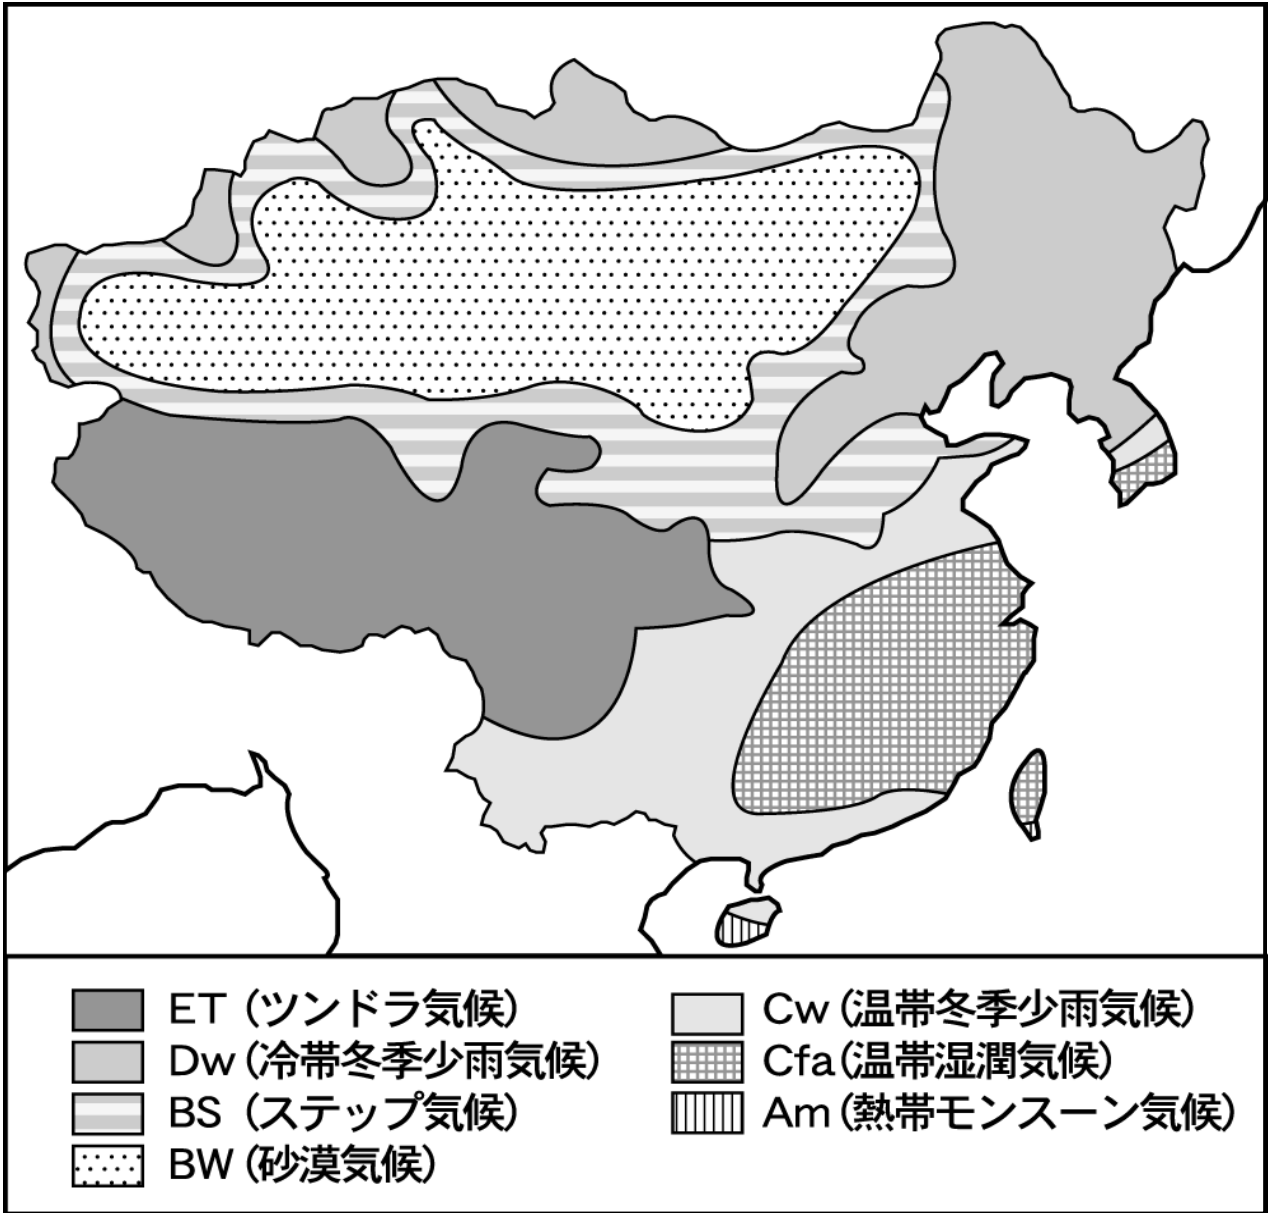 ET (ツンドラ気候)
Dw (冷帯冬季少雨気候)
BS (ステップ気候)
BW (砂漠気候)
Cw (温帯冬季少雨気候)
Cfa (温帯湿潤気候)
Am (熱帯モンスーン気候)